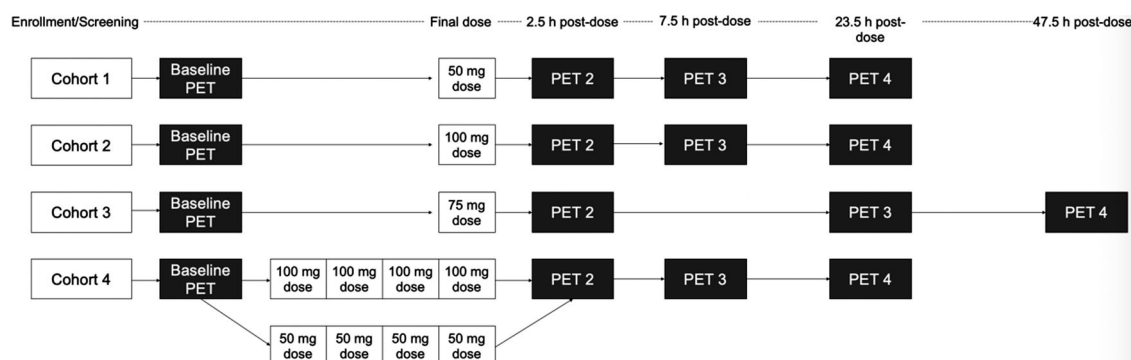 Enrollment/Screening
Final dose
2.5 h post-dose
7.5 h post-dose
23.5 h post-
dose
47.5 h post-dose
Cohort 1
Baseline
PET
50 mg
dose
PET 2
PET 3
PET 4
Cohort 2
Baseline
PET
100 mg
dose
PET 2
PET 3
PET 4
Cohort 3
Baseline
PET
75 mg
dose
PET 2
PET 3
PET 4
Cohort 4
Baseline
PET
100 mg
dose
100 mg
dose
100 mg
dose
100 mg
dose
PET 2
PET 3
PET 4
50 mg
dose
50 mg
dose
50 mg
dose
50 mg
dose